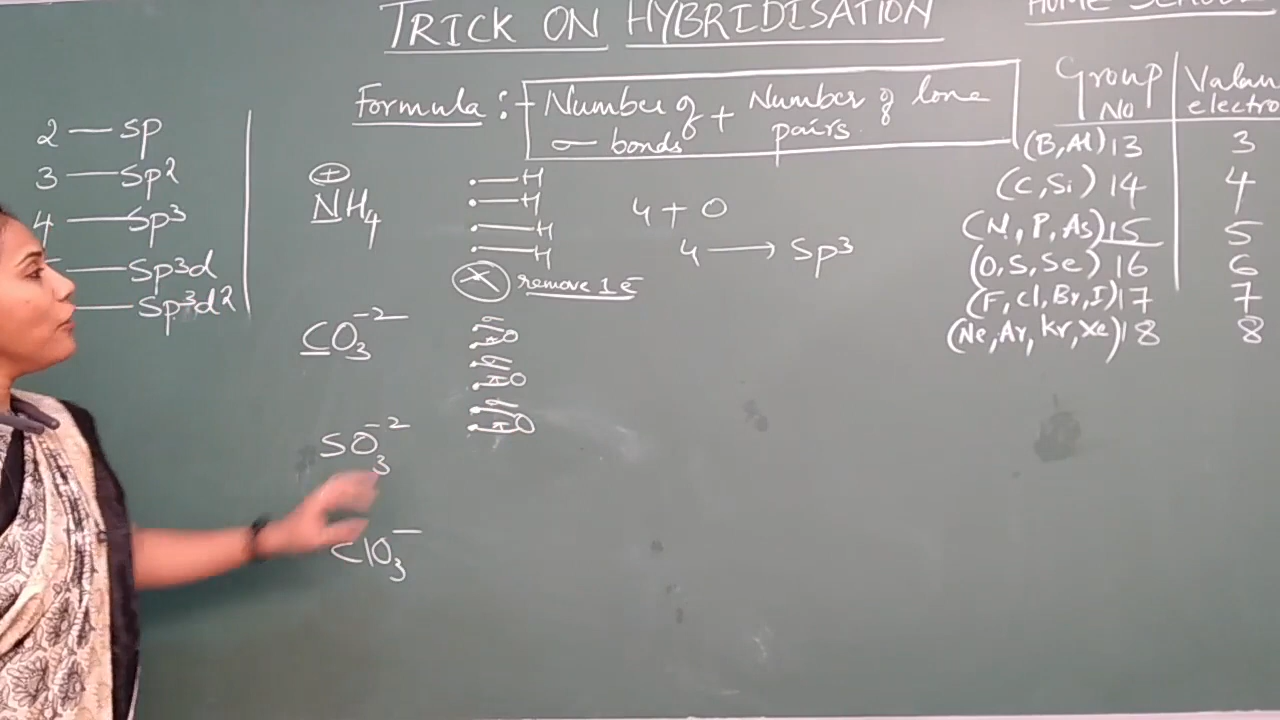 TRICK ON HYBRIDISATION
Formula :- Number of σ bonds + Number of lone pairs
2 — sp
3 — sp2
4 — sp3
— sp3d
— sp3d2
NH4⊕
— H
— H
— H
— H
remove 1 e-
4 + 0
4 → sp3
CO3 -2
σ
π O
σ
π O
σ
π O
SO3 -2
ClO3 -
Group No
(B, Al) 13 3
(C, Si) 14 4
(N, P, As) 15 5
(O, S, Se) 16 6
(F, Cl, Br, I) 17 7
(Ne, Ar, Kr, Xe) 18 8